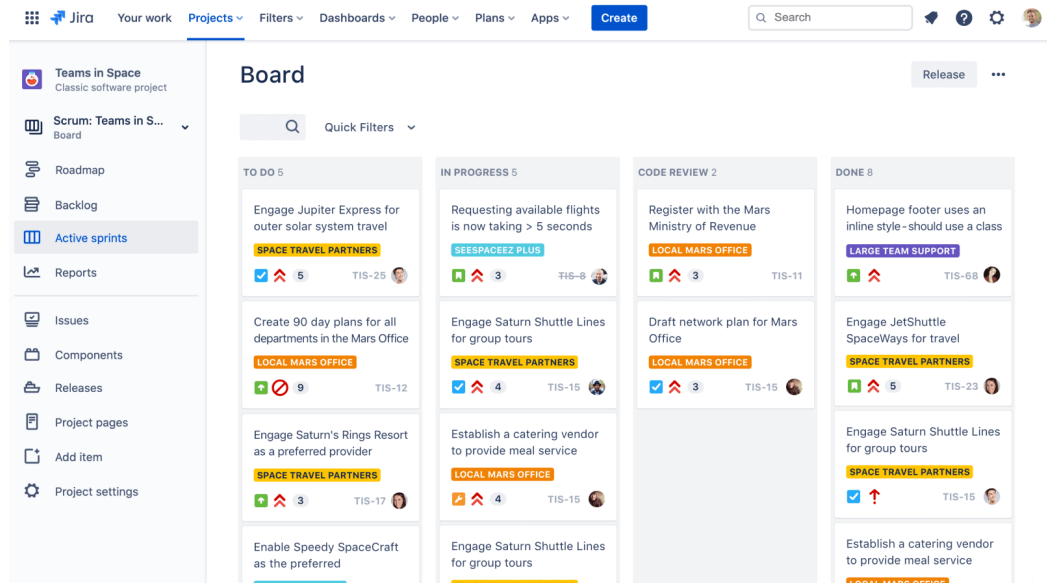 Jira
Your work
Projects
Filters
Dashboards
People
Plans
Apps
Create
Search
Teams in Space
Classic software project
Scrum: Teams in S...
Board
Roadmap
Backlog
Active sprints
Reports
Issues
Components
Releases
Project pages
Add item
Project settings
Board
Release
Quick Filters
TO DO 5
Engage Jupiter Express for
outer solar system travel
SPACE TRAVEL PARTNERS
5 TIS-25
Create 90 day plans for all
departments in the Mars Office
LOCAL MARS OFFICE
9 TIS-12
Engage Saturn's Rings Resort
as a preferred provider
SPACE TRAVEL PARTNERS
3 TIS-17
Enable Speedy SpaceCraft
as the preferred
IN PROGRESS 5
Requesting available flights
is now taking > 5 seconds
SEESPACEEZ PLUS
3 TIS-8
Engage Saturn Shuttle Lines
for group tours
SPACE TRAVEL PARTNERS
4 TIS-15
Establish a catering vendor
to provide meal service
LOCAL MARS OFFICE
4 TIS-15
Engage Saturn Shuttle Lines
for group tours
CODE REVIEW 2
Register with the Mars
Ministry of Revenue
LOCAL MARS OFFICE
3 TIS-11
Draft network plan for Mars
Office
LOCAL MARS OFFICE
3 TIS-15
DONE 8
Homepage footer uses an
inline style-should use a class
LARGE TEAM SUPPORT
TIS-68
Engage JetShuttle
SpaceWays for travel
SPACE TRAVEL PARTNERS
5 TIS-23
Engage Saturn Shuttle Lines
for group tours
SPACE TRAVEL PARTNERS
TIS-15
Establish a catering vendor
to provide meal service
LOCAL MARS OFFICE